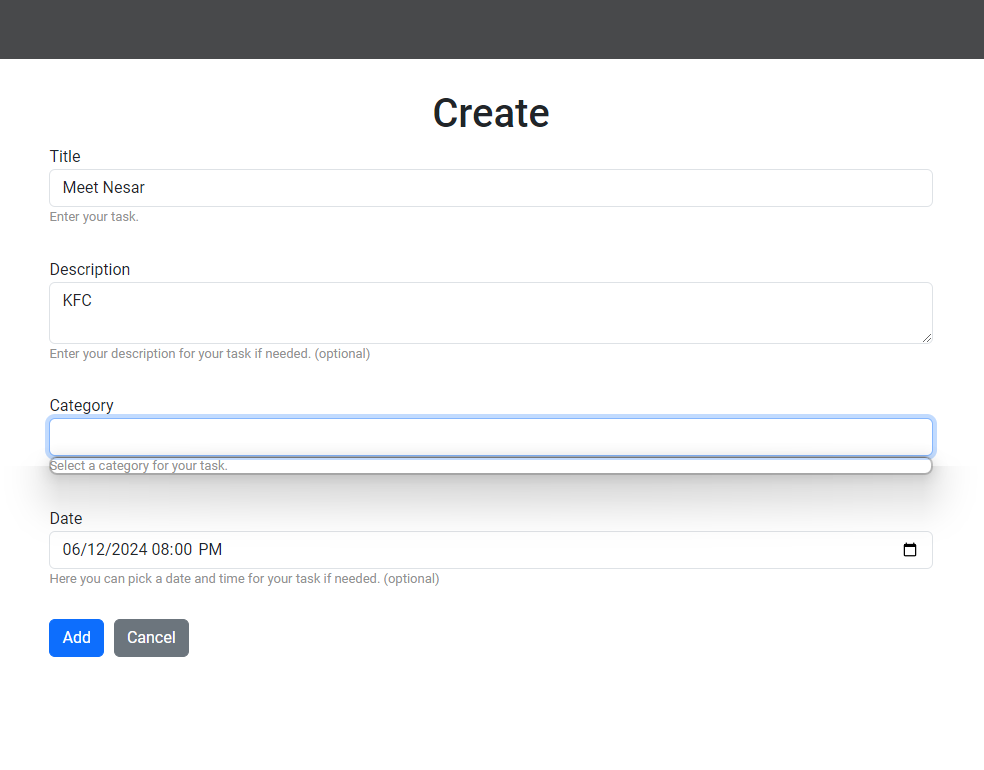 Create
Title
Meet Nesar
Enter your task.
Description
KFC
Enter your description for your task if needed. (optional)
Category
Select a category for your task.
Date
06/12/2024 08:00 PM
Here you can pick a date and time for your task if needed. (optional)
Add Cancel